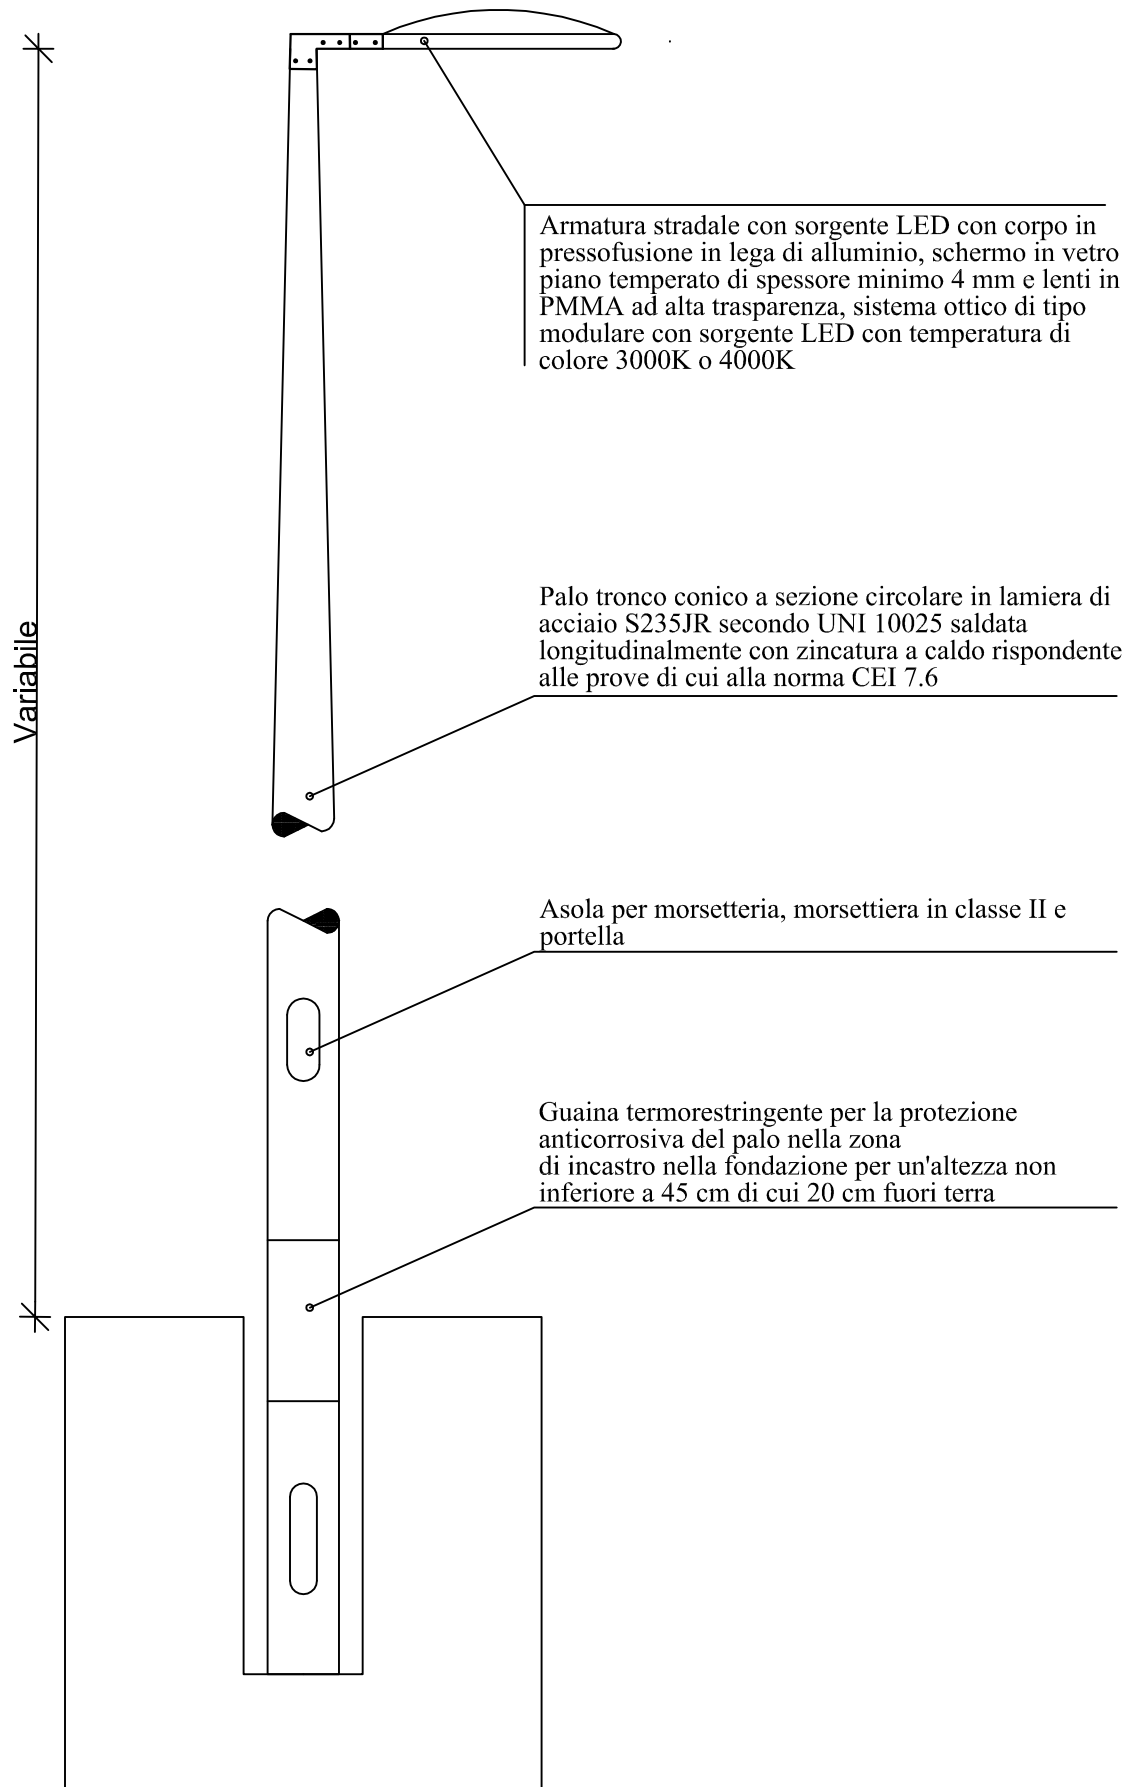 Armatura stradale con sorgente LED con corpo in
pressofusione in lega di alluminio, schermo in vetro
piano temperato di spessore minimo 4 mm e lenti in
PMMA ad alta trasparenza, sistema ottico di tipo
modulare con sorgente LED con temperatura di
colore 3000K o 4000K
Palo tronco conico a sezione circolare in lamiera di
acciaio S235JR secondo UNI 10025 saldata
longitudinalmente con zincatura a caldo rispondente
alle prove di cui alla norma CEI 7.6
Variabile
Asola per morsetteria, morsettiera in classe II e
portella
Guaina termorestringente per la protezione
anticorrosiva del palo nella zona
di incastro nella fondazione per un'altezza non
inferiore a 45 cm di cui 20 cm fuori terra